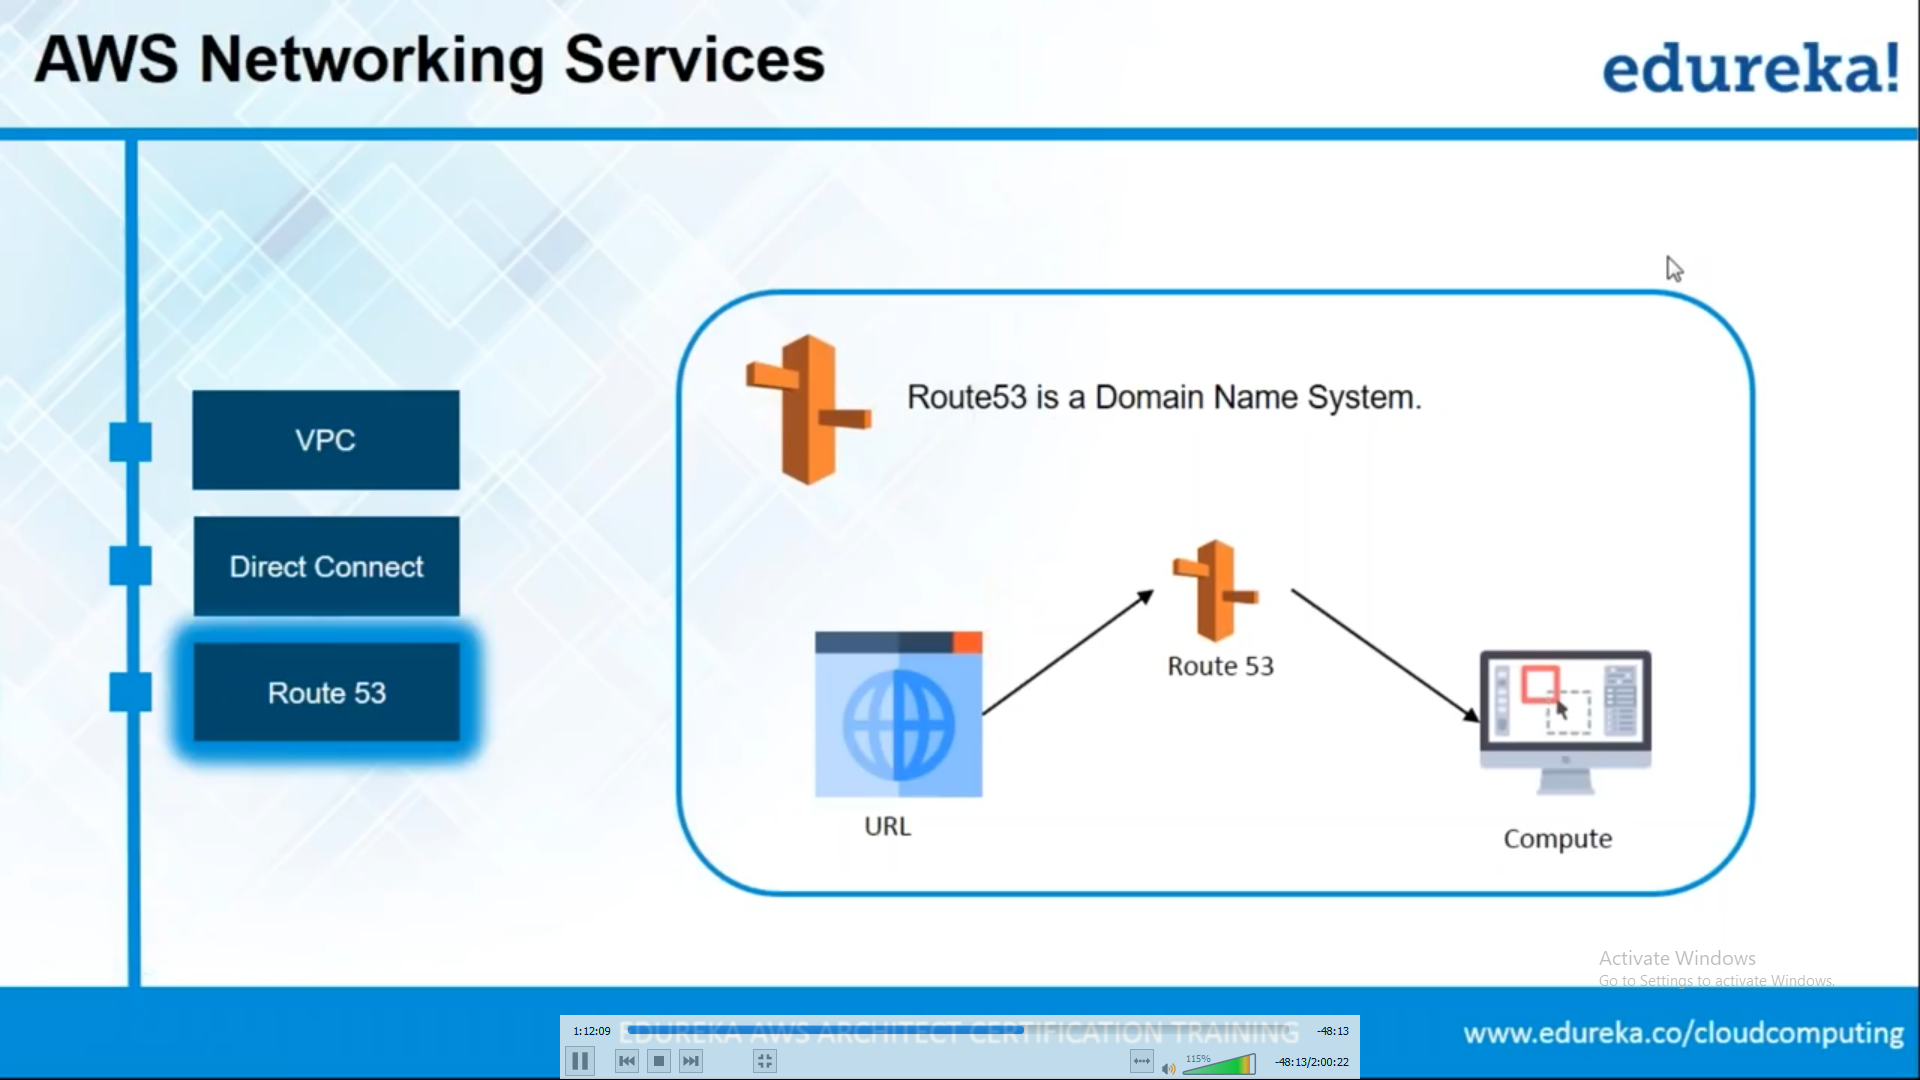 AWS Networking Services
edureka!
Route53 is a Domain Name System.
VPC
Direct Connect
Route 53
Route 53
URL
Compute
Activate Windows
Go to Settings to activate Windows.
1:12:09
EDUREKA AWS ARCHITECT CERTIFICATION TRAINING
-48:13
115%
-48:13/2:00:22
www.edureka.co/cloudcomputing